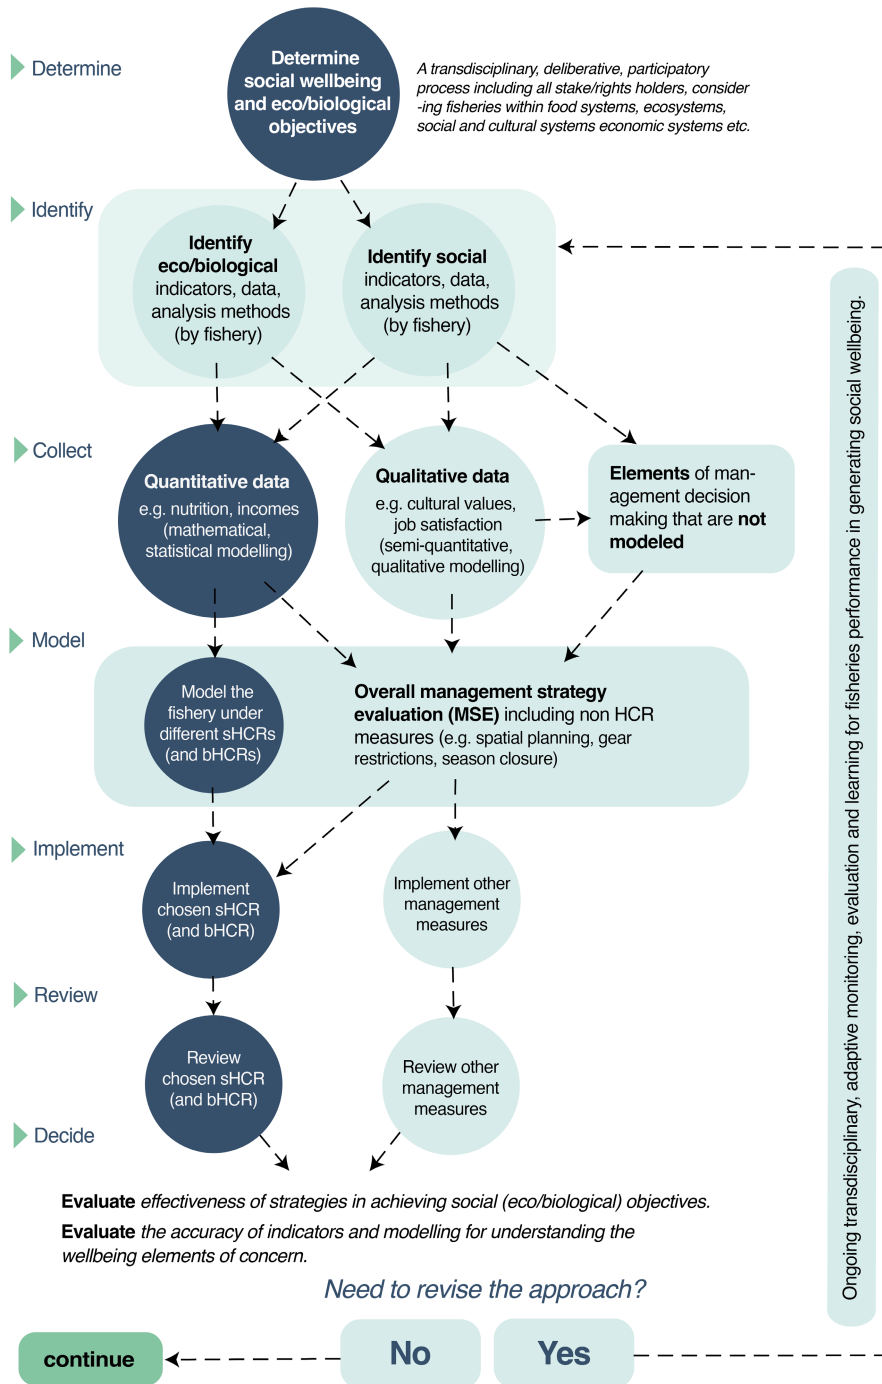 Determine
Determine
social wellbeing
and eco/biological
objectives
A transdisciplinary, deliberative, participatory
process including all stake/rights holders, consider
-ing fisheries within food systems, ecosystems,
social and cultural systems economic systems etc.
Identify
Identify
eco/biological
indicators, data,
analysis methods
(by fishery)
Identify social
indicators, data,
analysis methods
(by fishery)
Collect
Quantitative data
e.g. nutrition, incomes
(mathematical,
statistical modelling)
Qualitative data
e.g. cultural values,
job satisfaction
(semi-quantitative,
qualitative modelling)
Elements of man-
agement decision
making that are not
modeled
Model
Model the
fishery under
different sHCRs
(and bHCRs)
Overall management strategy
evaluation (MSE) including non HCR
measures (e.g. spatial planning, gear
restrictions, season closure)
Implement
Implement
chosen sHCR
(and bHCR)
Implement other
management
measures
Review
Review
chosen sHCR
(and bHCR)
Review other
management
measures
Decide
Evaluate effectiveness of strategies in achieving social (eco/biological) objectives.
Evaluate the accuracy of indicators and modelling for understanding the
wellbeing elements of concern.
Need to revise the approach?
continue
No
Yes
Ongoing transdisciplinary, adaptive monitoring, evaluation and learning for fisheries performance in generating social wellbeing.